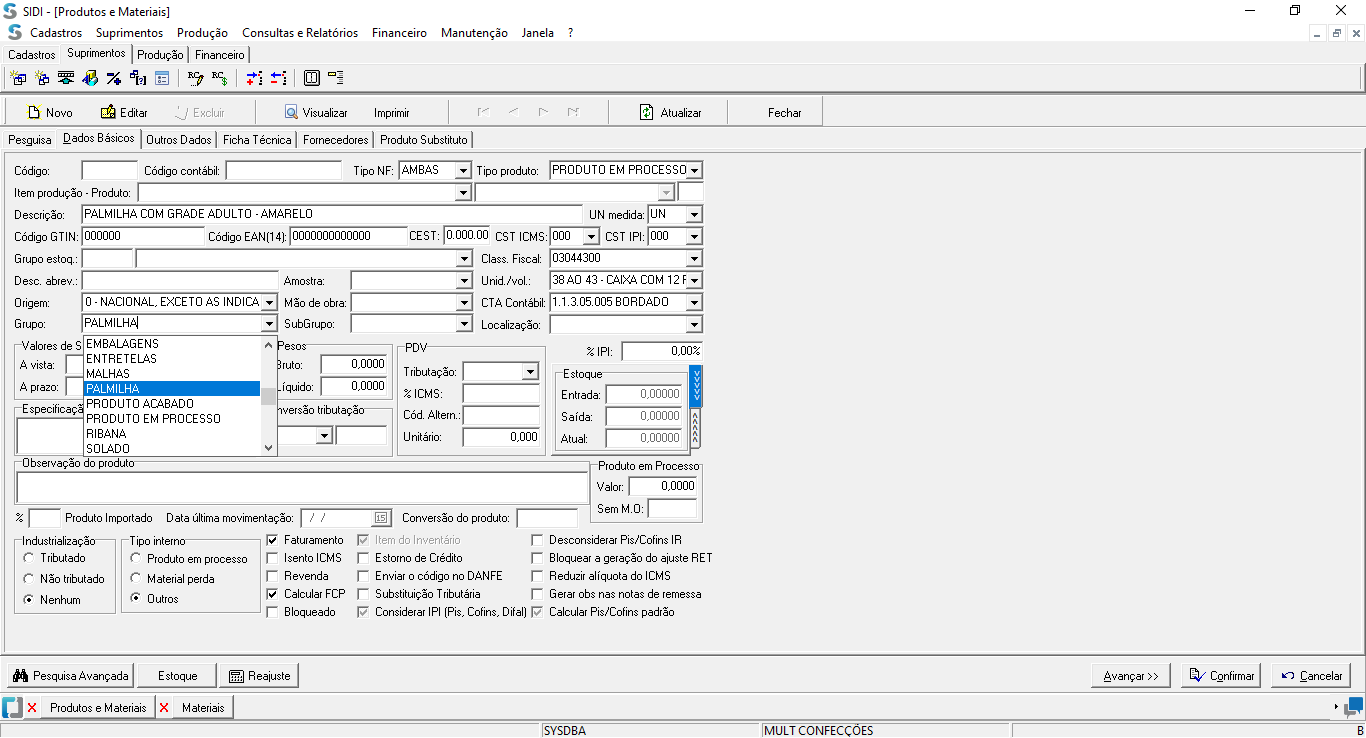 SIDI - [Produtos e Materiais]
Cadastros Suprimentos Produção Consultas e Relatórios Financeiro Manutenção Janela ?
Cadastros Suprimentos Produção Financeiro
Novo Editar Excluir Visualizar Imprimir Atualizar Fechar
Pesquisa Dados Básicos Outros Dados Ficha Técnica Fornecedores Produto Substituto
Código: Código contábil: Tipo NF: AMBAS Tipo produto: PRODUTO EM PROCESSO
Item produção - Produto:
Descrição: PALMILHA COM GRADE ADULTO - AMARELO UN medida: UN
Código GTIN: 000000 Código EAN(14): 0000000000000 CEST: 0.000.00 CST ICMS: 000 CST IPI: 000
Grupo estoq.: Class. Fiscal: 03044300
Desc. abrev.: Amostra: Unid./vol.: 38 AO 43 - CAIXA COM 12 P
Origem: 0 - NACIONAL, EXCETO AS INDICA Mão de obra: CTA Contábil: 1.1.3.05.005 BORDADO
Grupo: PALMILHA SubGrupo: Localização:
EMBALAGENS
ENTRETELAS
MALHAS
PALMILHA
PRODUTO ACABADO
PRODUTO EM PROCESSO
RIBANA
SOLADO
Valores de S Pesos PDV % IPI: 0,00%
A vista: Bruto: 0,0000 Tributação: Estoque
A prazo: Líquido: 0,0000 % ICMS: Entrada: 0,00000
Especificaçã nversão tributação Cód. Altern.: Saída: 0,00000
Unitário: 0,000 Atual: 0,00000
Observação do produto Produto em Processo
Valor: 0,0000
Sem M.O:
% Produto Importado Data última movimentação: / / 15 Conversão do produto:
Industrialização Tipo interno Faturamento Item do Inventário Desconsiderar Pis/Cofins IR
Tributado Produto em processo Isento ICMS Estorno de Crédito Bloquear a geração do ajuste RET
Não tributado Material perda Revenda Enviar o código no DANFE Reduzir alíquota do ICMS
Nenhum Outros Calcular FCP Substituição Tributária Gerar obs nas notas de remessa
Bloqueado Considerar IPI (Pis, Cofins, Difal) Calcular Pis/Cofins padrão
Pesquisa Avançada Estoque Reajuste Avançar >> Confirmar Cancelar
Produtos e Materiais Materiais
SYSDBA MULT CONFECÇÕES B